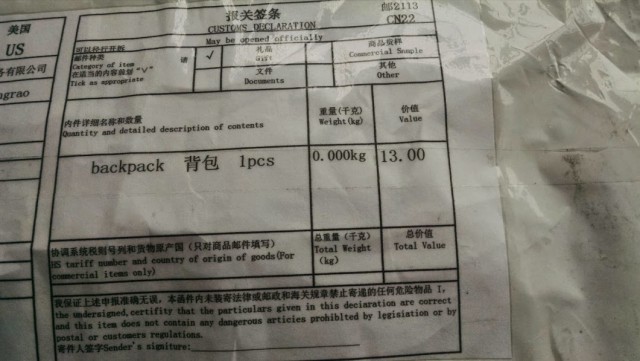 美国
US
务有限公司
ngrao
报关签条
CUSTOMS DECLARATION
May be opened officially
邮2113
CN22
可以径行开拆
邮件种类
Category of item
在适当的内容前划 "√"
Tick as appropriate
请
√
礼品
Gift
商品货样
Commercial Sample
文件
Documents
其他
Other
内件详细名称和数量
Quantity and detailed description of contents
重量(千克)
Weight(kg)
价值
Value
backpack 背包 1pcs
0.000kg
13.00
协调系统税则号列和货物原产国 (只对商品邮件填写)
HS tariff number and country of origin of goods(For
commercial items only)
总重量 (千克)
Total Weight
(kg)
总价值
Total Value
我保证上述申报准确无误,本函件内未装寄法律或邮政和海关规章禁止寄递的任何危险物品 I,
the undersigned,certifity that the particulars given in this deciaration are correct
and this item does not contain any dangerous articies prohiblted by lpgisiation or by
postal or customers regulations.
寄件人签字Sender's signiture: